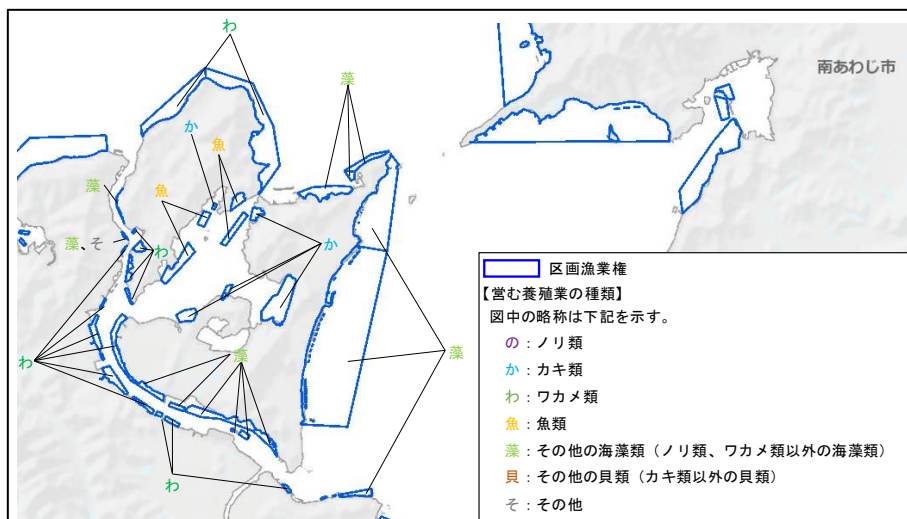 わ
藻
南あわじ市
か
魚
魚
藻
藻、そ
わ
か
わ
藻
藻
わ
区画漁業権
【営む養殖業の種類】
図中の略称は下記を示す。
の：ノリ類
か：カキ類
わ：ワカメ類
魚：魚類
藻：その他の海藻類（ノリ類、ワカメ類以外の海藻類）
貝：その他の貝類（カキ類以外の貝類）
そ：その他